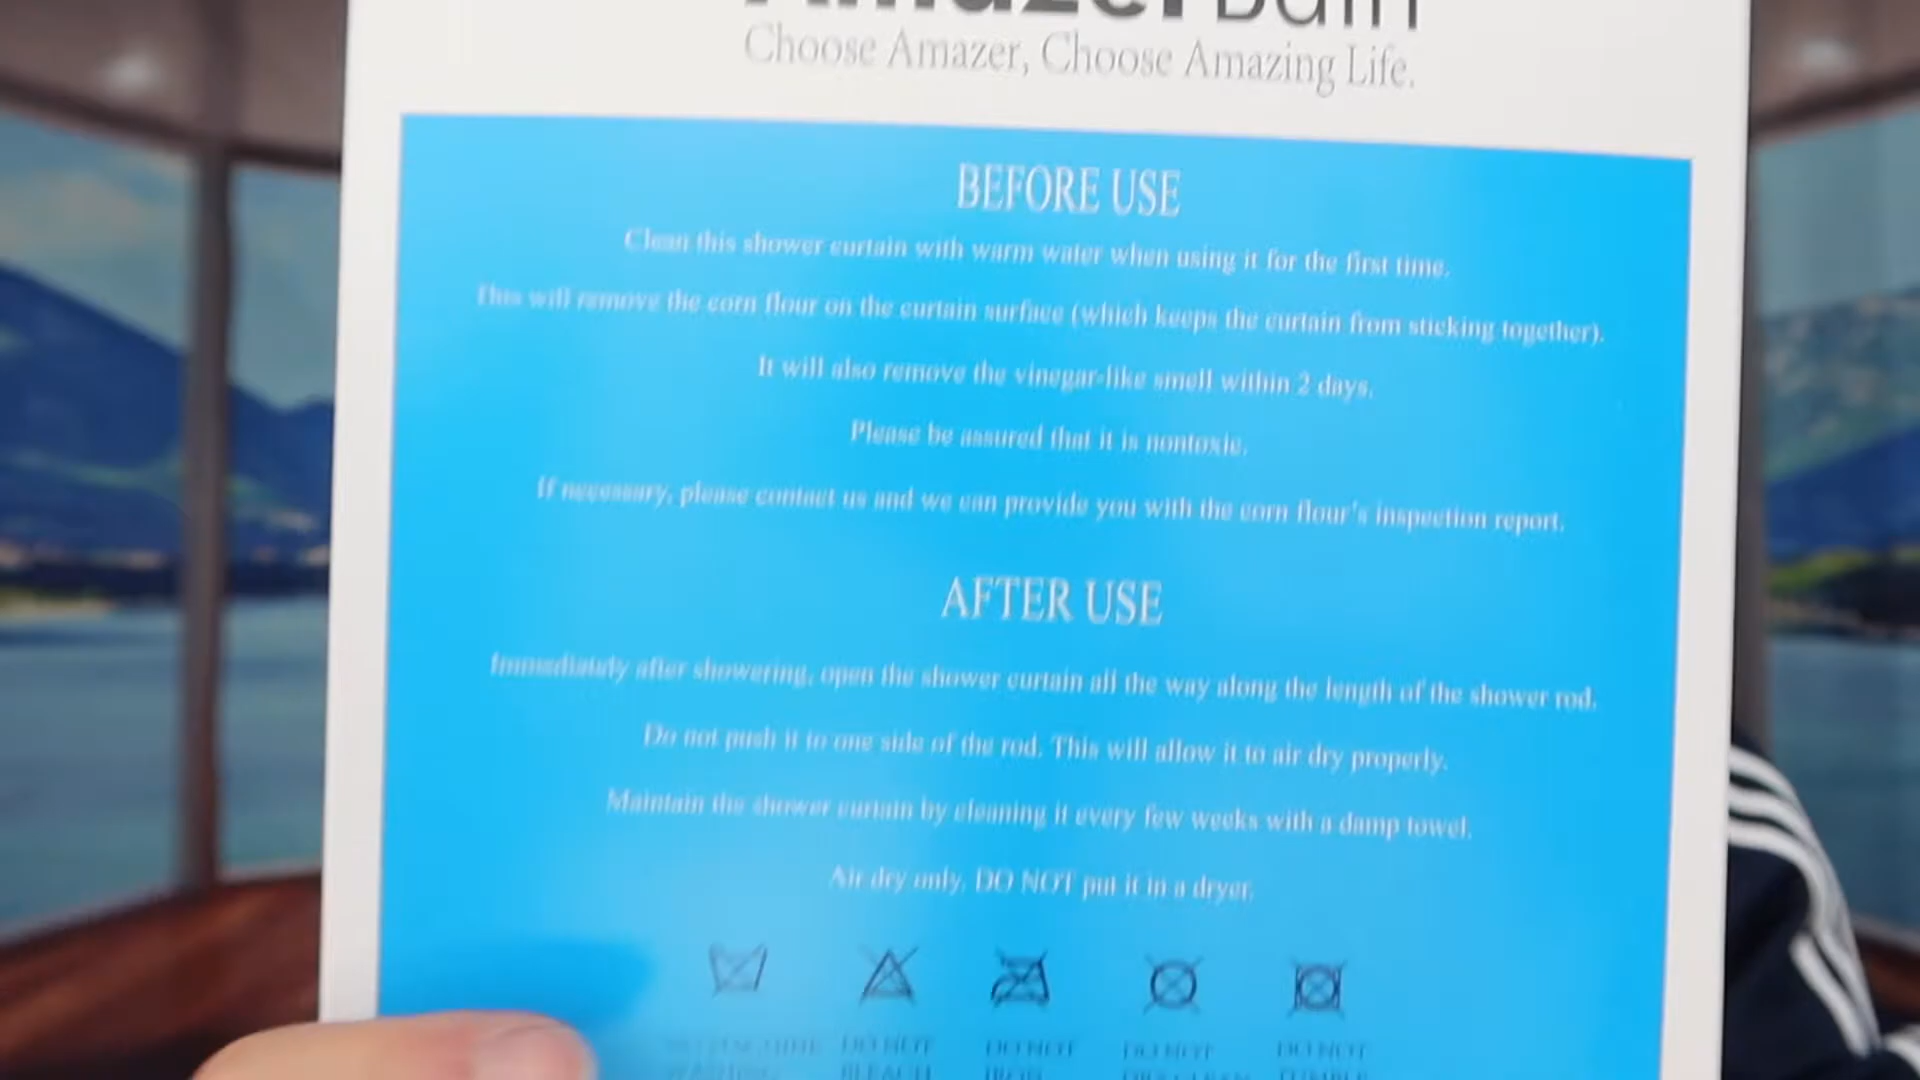 AmazerBath
Choose Amazer, Choose Amazing Life.
BEFORE USE
Clean this shower curtain with warm water when using it for the first time.
This will remove the corn flour on the curtain surface (which keeps the curtain from sticking together).
It will also remove the vinegar-like smell within 2 days.
Please be assured that it is nontoxic.
If necessary, please contact us and we can provide you with the corn flour's inspection report.
AFTER USE
Immediately after showering, open the shower curtain all the way along the length of the shower rod.
Do not push it to one side of the rod. This will allow it to air dry properly.
Maintain the shower curtain by cleaning it every few weeks with a damp towel.
Air dry only, DO NOT put it in a dryer.
DO NOT DO NOT DO NOT DO NOT
BLEACH IRON TUMBLE